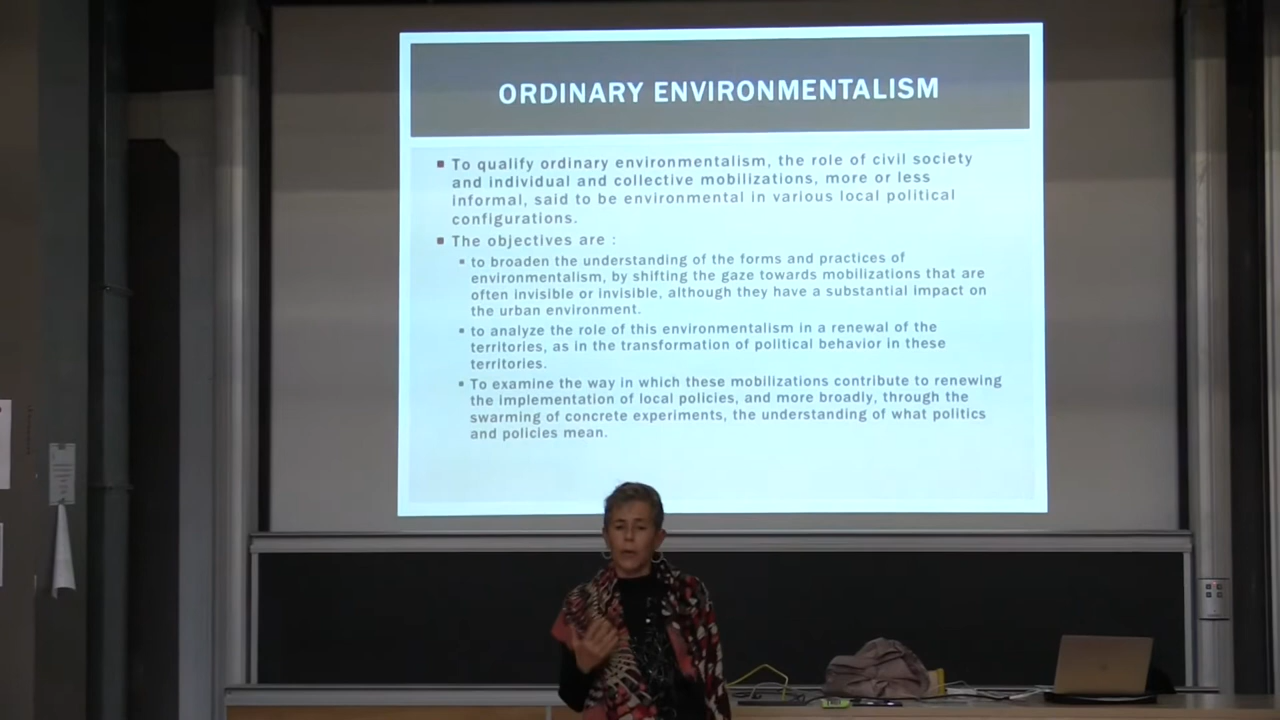 ORDINARY ENVIRONMENTALISM
To qualify ordinary environmentalism, the role of civil society
and individual and collective mobilizations, more or less
informal, said to be environmental in various local political
configurations.
The objectives are :
to broaden the understanding of the forms and practices of
environmentalism, by shifting the gaze towards mobilizations that are
often invisible or invisible, although they have a substantial impact on
the urban environment.
to analyze the role of this environmentalism in a renewal of the
territories, as in the transformation of political behavior in these
territories.
To examine the way in which these mobilizations contribute to renewing
the implementation of local policies, and more broadly, through the
swarming of concrete experiments, the understanding of what politics
and policies mean.